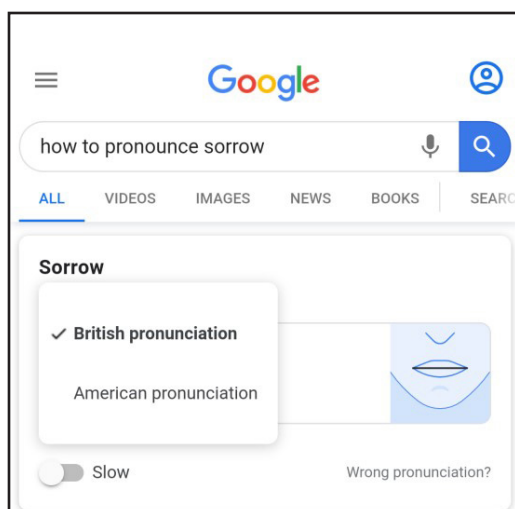 Google
how to pronounce sorrow
ALL VIDEOS IMAGES NEWS BOOKS SEARC
Sorrow
British pronunciation
American pronunciation
Slow Wrong pronunciation?